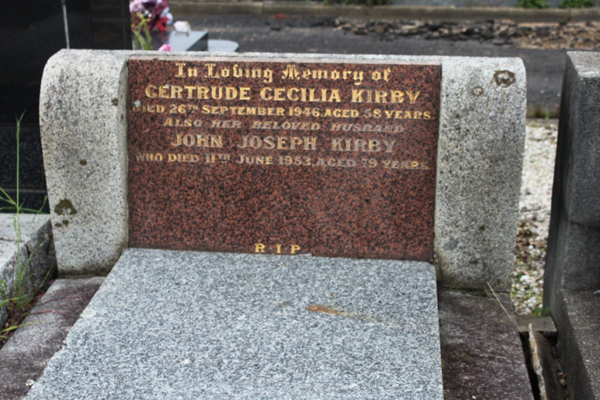 In Loving Memory of
GERTRUDE CECILIA KIRBY
DIED 26TH SEPTEMBER 1946, AGED 58 YEARS.
ALSO HER BELOVED HUSBAND
JOHN JOSEPH KIRBY
WHO DIED 11TH JUNE 1953, AGED 79 YEARS.
R I P